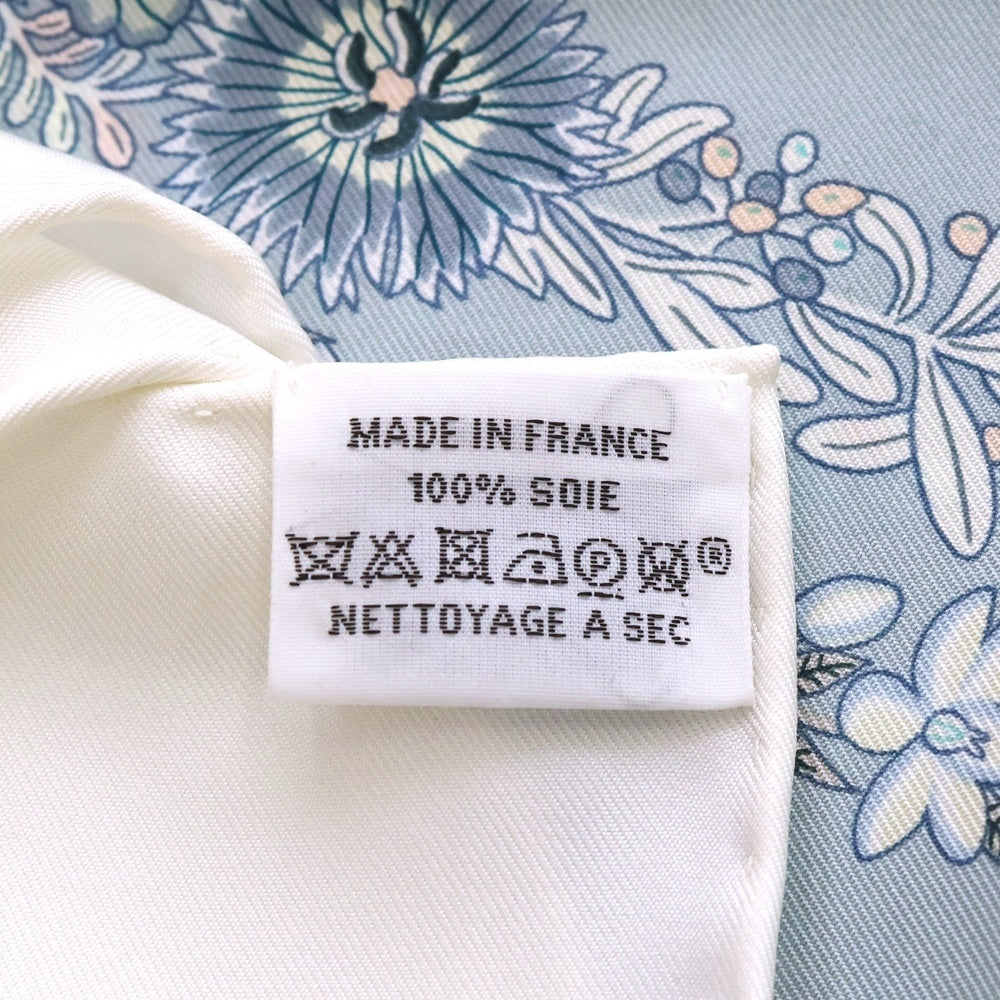 MADE IN FRANCE
100% SOIE
®
NETTOYAGE A SEC